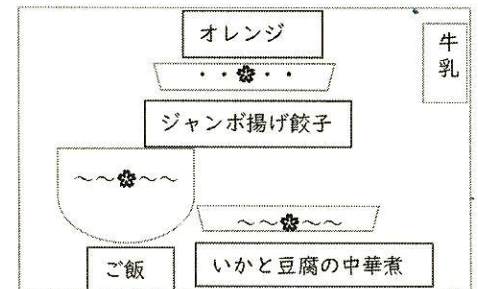 オレンジ
牛乳
ジャンボ揚げ餃子
ご飯
いかと豆腐の中華煮